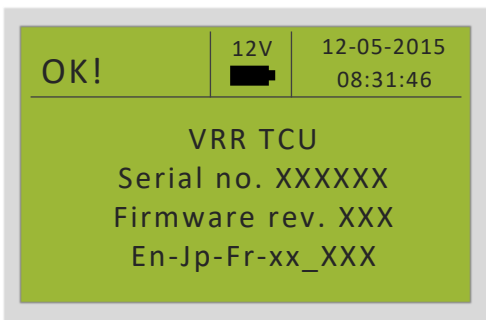 OK!
12V
12-05-2015
08:31:46
VRR TCU
Serial no. XXXXXX
Firmware rev. XXX
En-Jp-Fr-xx_XXX